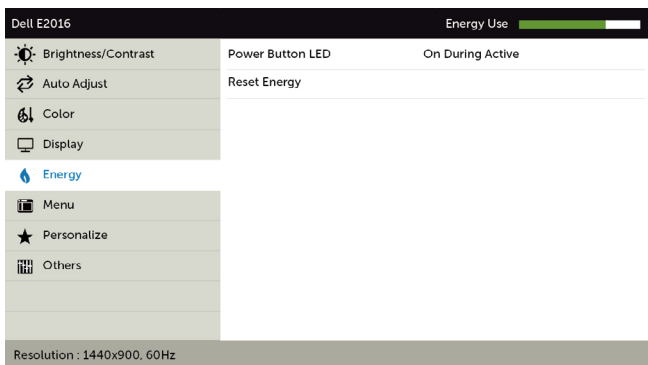 Dell E2016 Energy Use
Brightness/Contrast Power Button LED On During Active
Auto Adjust Reset Energy
Color
Display
Energy
Menu
Personalize
Others
Resolution : 1440x900, 60Hz